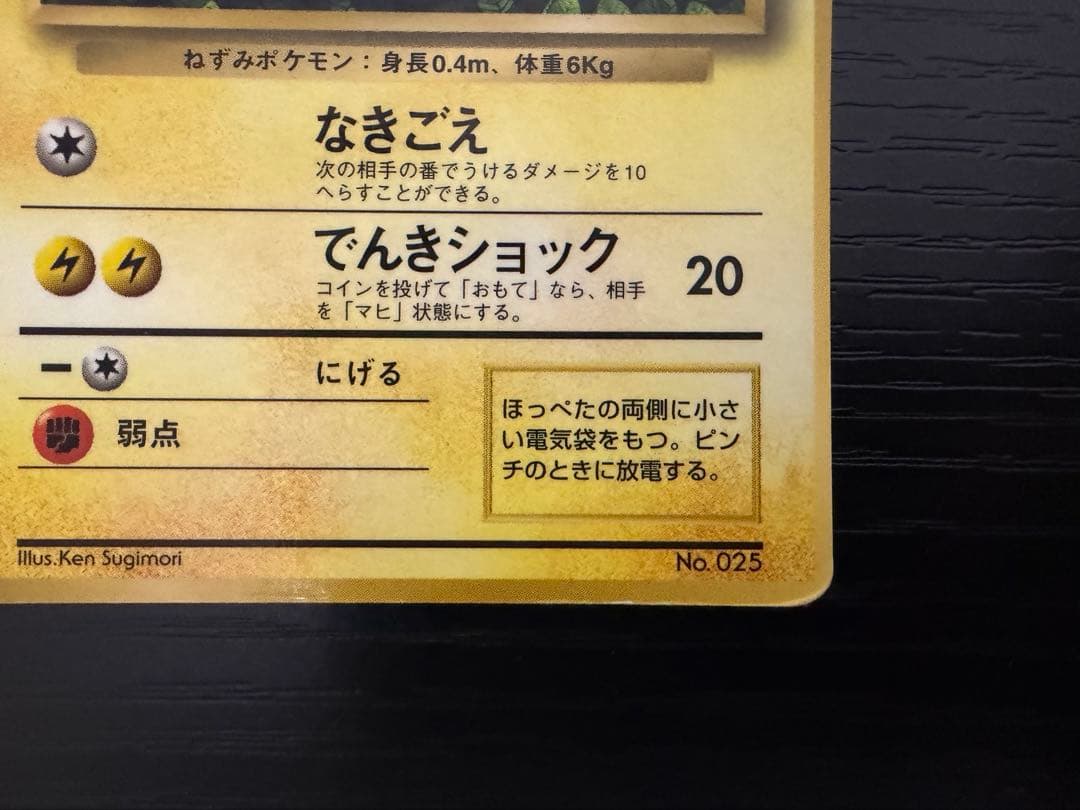 ねずみポケモン：身長0.4m、体重6Kg
なきごえ
次の相手の番でうけるダメージを10
へらすことができる。
でんきショック 20
コインを投げて「おもて」なら、相手
を「マヒ」状態にする。
にげる
弱点
ほっぺたの両側に小さ
い電気袋をもつ。ピン
チのときに放電する。
Illus.Ken Sugimori
No.025